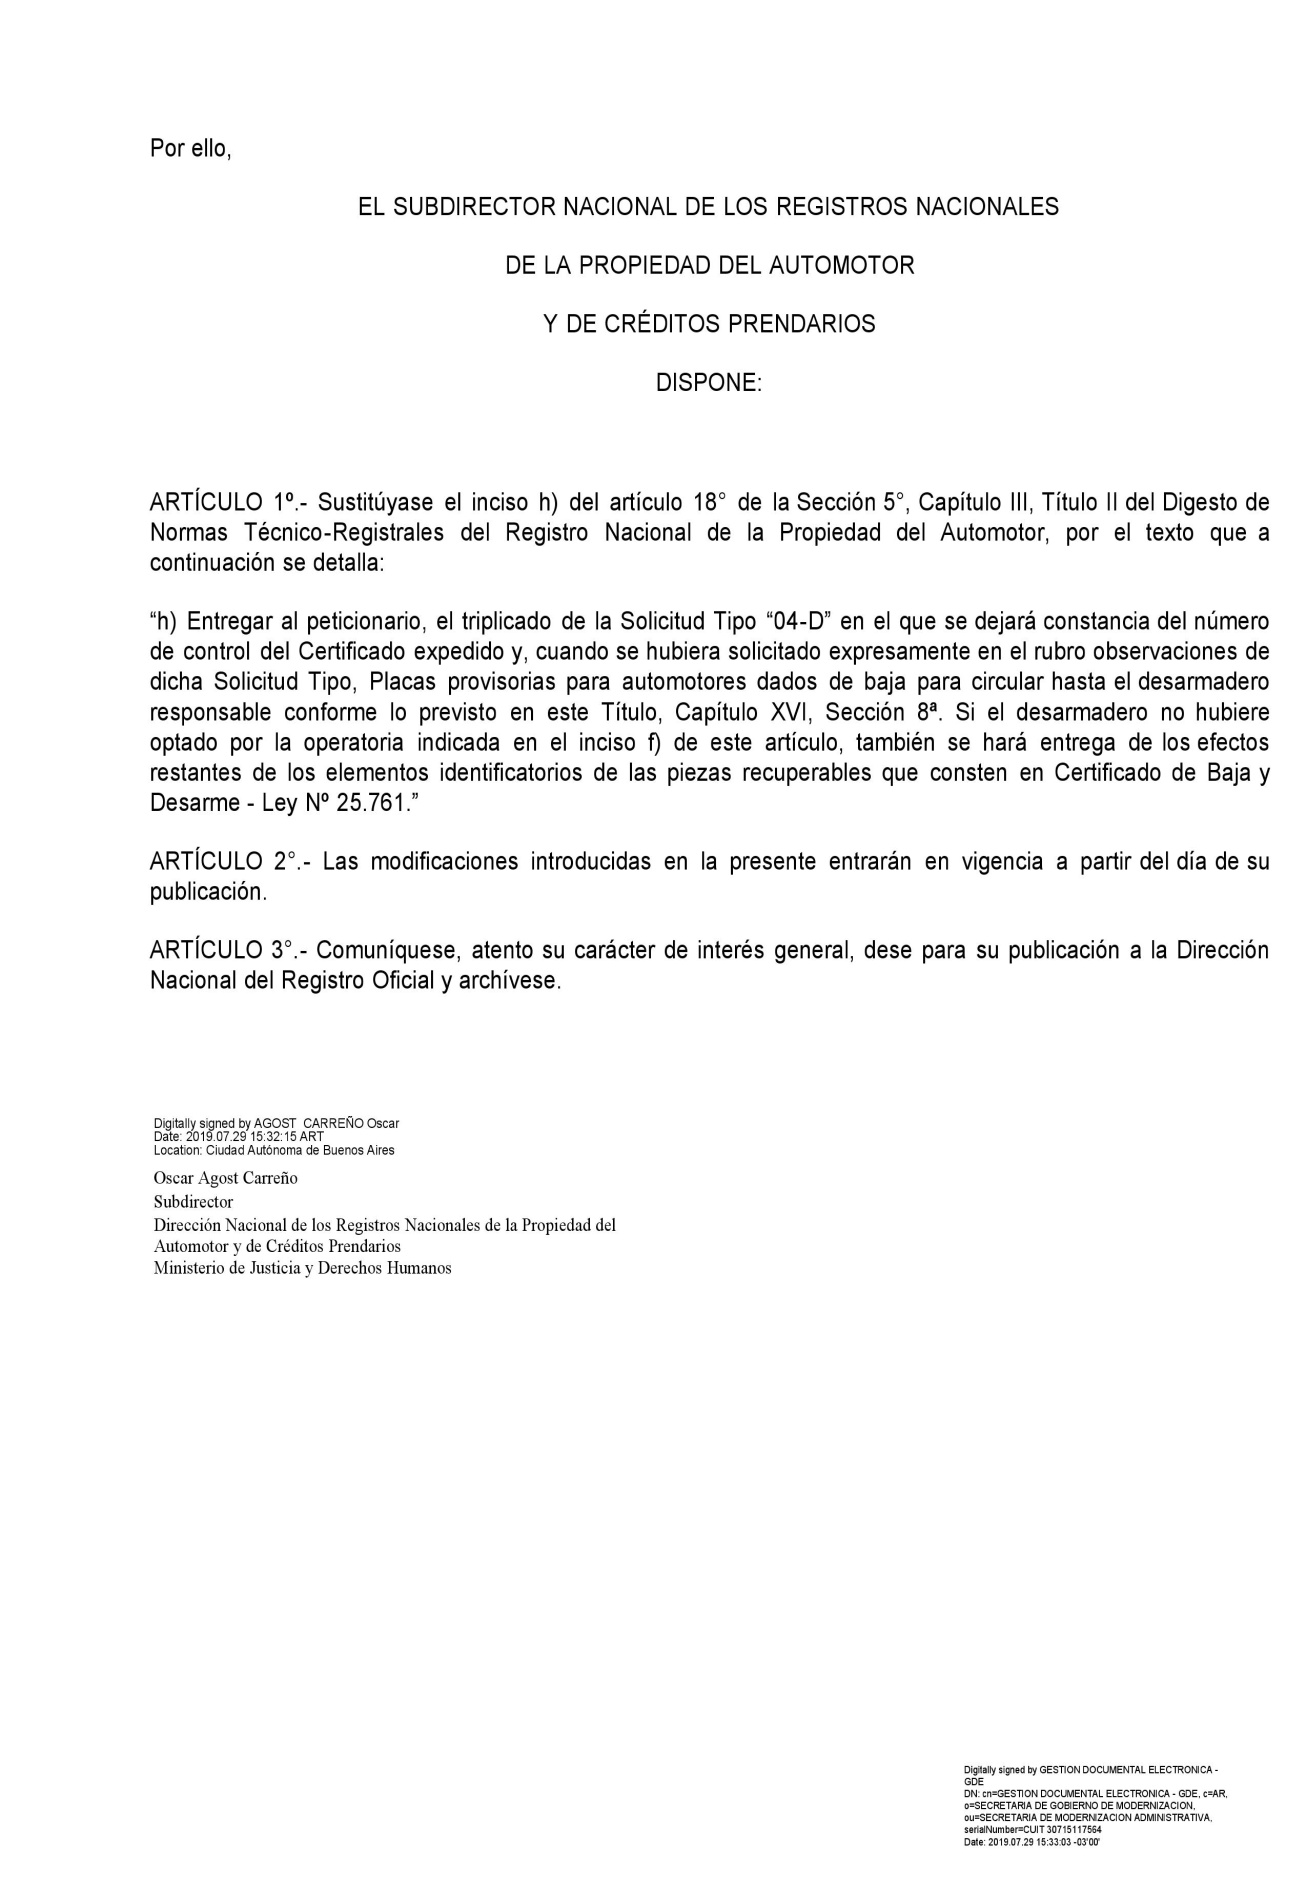 Por ello,
EL SUBDIRECTOR NACIONAL DE LOS REGISTROS NACIONALES
DE LA PROPIEDAD DEL AUTOMOTOR
Y DE CRÉDITOS PRENDARIOS
DISPONE:
ARTÍCULO 1º.- Sustitúyase el inciso h) del artículo 18° de la Sección 5°, Capítulo III, Título II del Digesto de
Normas Técnico-Registrales del Registro Nacional de la Propiedad del Automotor, por el texto que a
continuación se detalla:
“h) Entregar al peticionario, el triplicado de la Solicitud Tipo “04-D” en el que se dejará constancia del número
de control del Certificado expedido y, cuando se hubiera solicitado expresamente en el rubro observaciones de
dicha Solicitud Tipo, Placas provisorias para automotores dados de baja para circular hasta el desarmadero
responsable conforme lo previsto en este Título, Capítulo XVI, Sección 8ª. Si el desarmadero no hubiere
optado por la operatoria indicada en el inciso f) de este artículo, también se hará entrega de los efectos
restantes de los elementos identificatorios de las piezas recuperables que consten en Certificado de Baja y
Desarme - Ley Nº 25.761.”
ARTÍCULO 2°.- Las modificaciones introducidas en la presente entrarán en vigencia a partir del día de su
publicación.
ARTÍCULO 3°.- Comuníquese, atento su carácter de interés general, dese para su publicación a la Dirección
Nacional del Registro Oficial y archívese.
Digitally signed by AGOST CARREÑO Oscar
Date: 2019.07.29 15:32:15 ART
Location: Ciudad Autónoma de Buenos Aires
Oscar Agost Carreño
Subdirector
Dirección Nacional de los Registros Nacionales de la Propiedad del
Automotor y de Créditos Prendarios
Ministerio de Justicia y Derechos Humanos
Digitally signed by GESTION DOCUMENTAL ELECTRONICA -
GDE
DN: cn=GESTION DOCUMENTAL ELECTRONICA - GDE, c=AR,
o=SECRETARIA DE GOBIERNO DE MODERNIZACION,
ou=SECRETARIA DE MODERNIZACION ADMINISTRATIVA,
serialNumber=CUIT 30715117564
Date: 2019.07.29 15:33:03 -03'00'